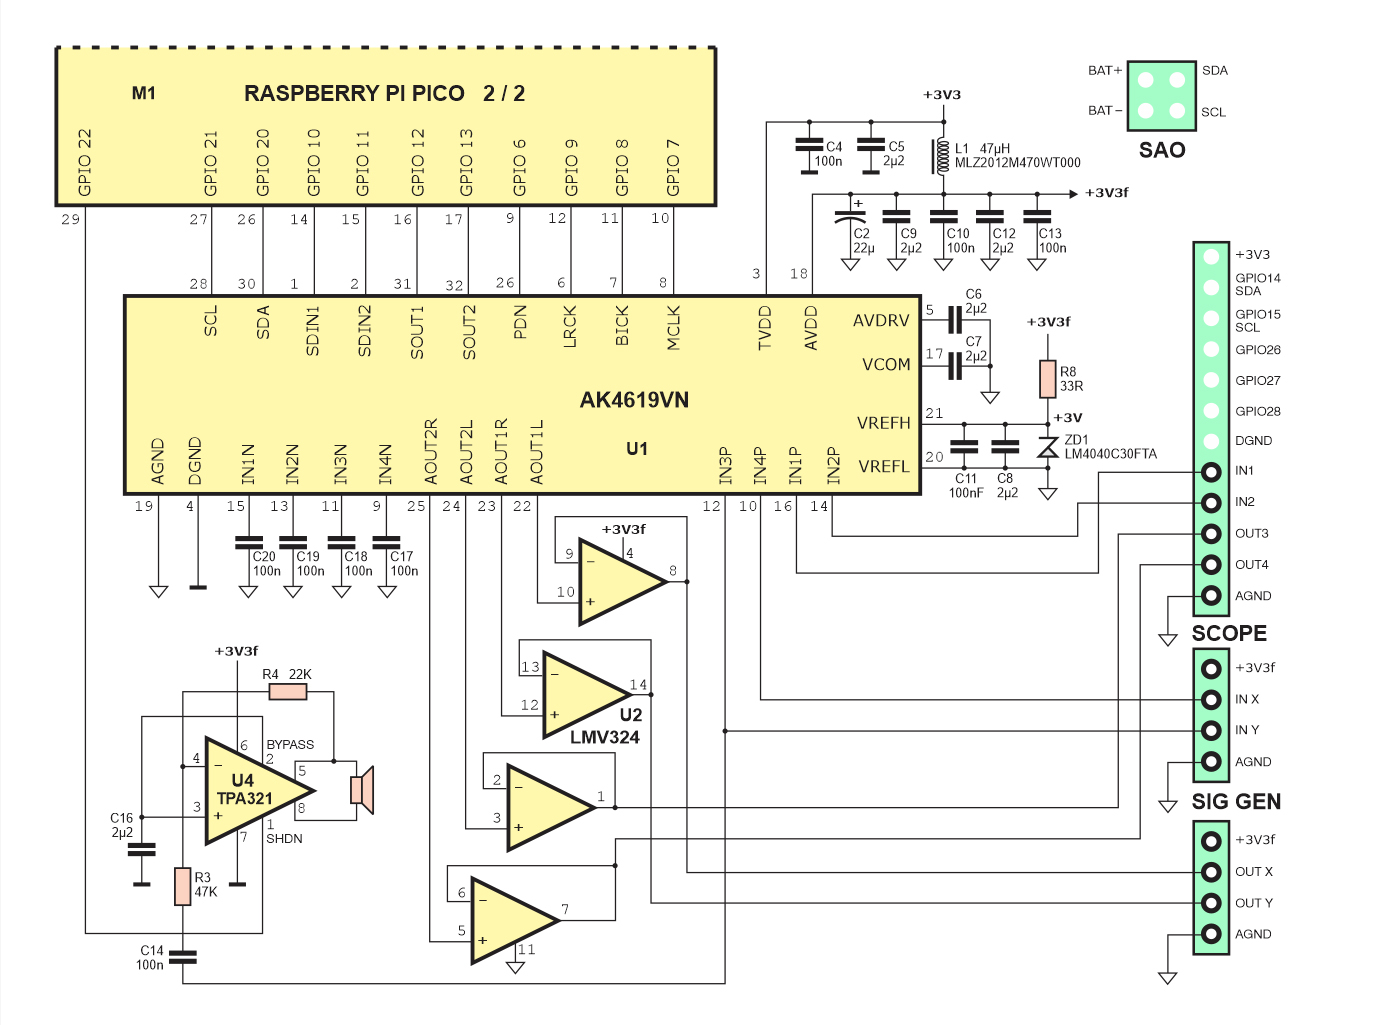 M1 RASPBERRY PI PICO 2 / 2
GPIO 22
GPIO 21
GPIO 20
GPIO 10
GPIO 11
GPIO 12
GPIO 13
GPIO 6
GPIO 9
GPIO 8
GPIO 7
29 27 26 14 15 16 17 9 12 11 10
28 30 1 2 31 32 26 6 7 8 3 18
SCL
SDA
SDIN1
SDIN2
SOUT1
SOUT2
PDN
LRCK
BICK
MCLK
TVDD
AVDD
AK4619VN
U1
AVDRV
VCOM
VREFH
VREFL
5
17
21
20
AGND
DGND
IN1N
IN2N
IN3N
IN4N
AOUT2R
AOUT2L
AOUT1R
AOUT1L
IN3P
IN4P
IN1P
IN2P
19 4 15 13 11 9 25 24 23 22 12 10 16 14
+3V3
C4
100n
C5
2µ2
L1 47µH
MLZ2012M470WT000
+3V3f
+
C2
22µ
C9
2µ2
C10
100n
C12
2µ2
C13
100n
C6
2µ2
C7
2µ2
+3V3f
R8
33R
+3V
ZD1
LM4040C30FTA
C11
100nF
C8
2µ2
BAT+ SDA
BAT− SCL
SAO
+3V3
GPIO14
SDA
GPIO15
SCL
GPIO26
GPIO27
GPIO28
DGND
IN1
IN2
OUT3
OUT4
AGND
SCOPE
+3V3f
IN X
IN Y
AGND
SIG GEN
+3V3f
OUT X
OUT Y
AGND
C20
100n
C19
100n
C18
100n
C17
100n
+3V3f
9 − 4
8
10 +
13 −
14
12 +
U2
LMV324
2 −
1
3 +
6 −
7
5 +
11
+3V3f
R4 22K
6 BYPASS
4 − 2
5
U4
TPA321
8
3 +
1
7 SHDN
C16
2µ2
R3
47K
C14
100n